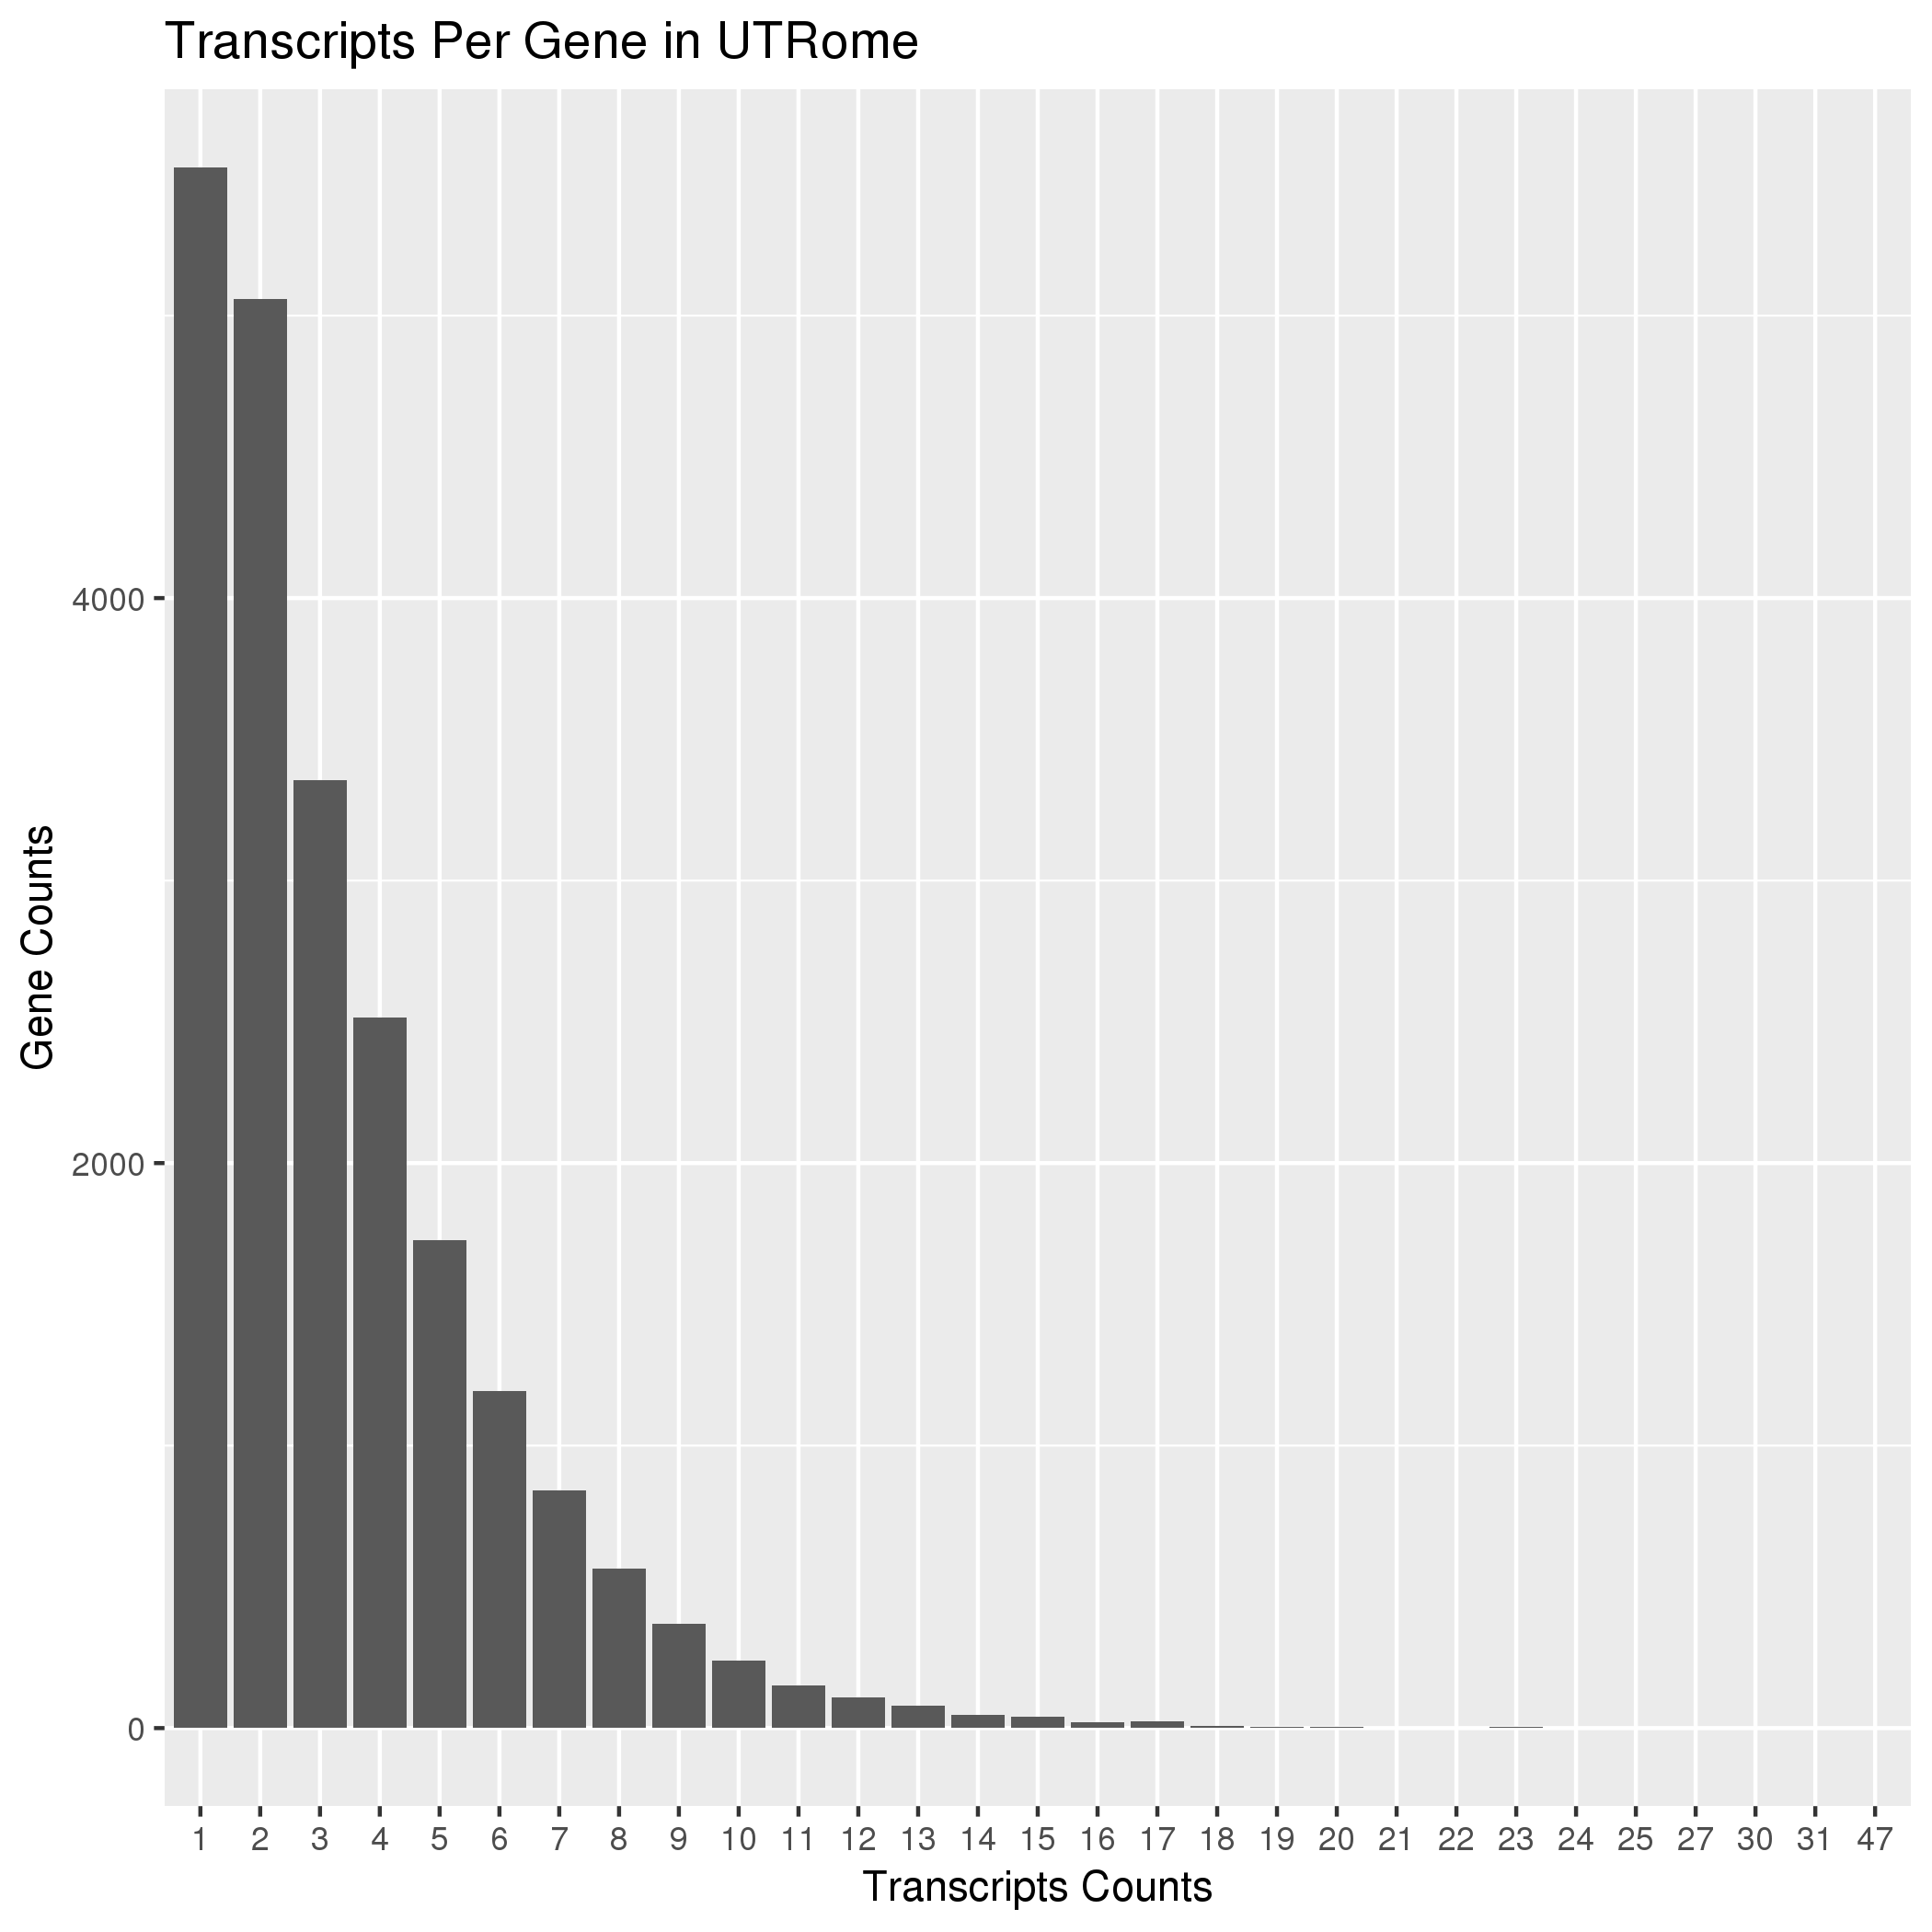 Transcripts Per Gene in UTRome
Gene Counts
4000
2000
0
1 2 3 4 5 6 7 8 9 10 11 12 13 14 15 16 17 18 19 20 21 22 23 24 25 27 30 31 47
Transcripts Counts